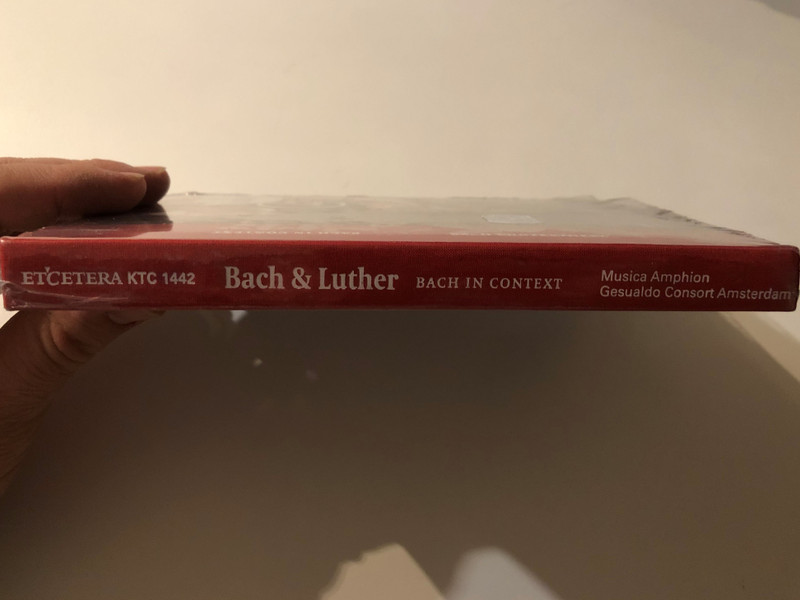 ET'CETERA KTC 1442
Bach & Luther
BACH IN CONTEXT
Musica Amphion
Gesualdo Consort Amsterdam